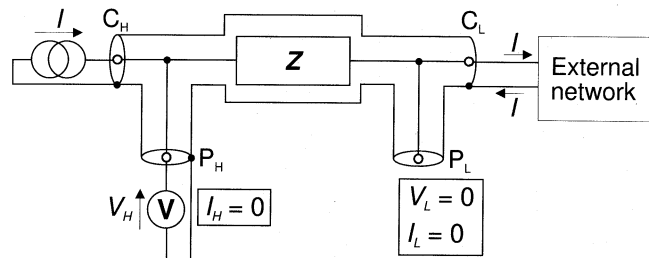 I
C_H
Z
C_L
I
External
network
I
P_H
P_L
V_H
V
I_H = 0
V_L = 0
I_L = 0